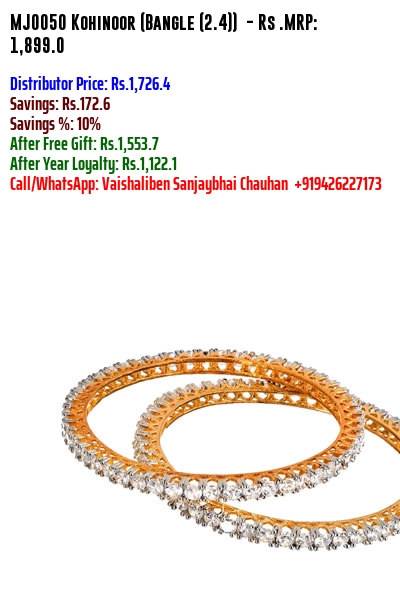 MJ0050 Kohinoor (Bangle (2.4)) - Rs .MRP:
1,899.0
Distributor Price: Rs.1,726.4
Savings: Rs.172.6
Savings %: 10%
After Free Gift: Rs.1,553.7
After Year Loyalty: Rs.1,122.1
Call/WhatsApp: Vaishaliben Sanjaybhai Chauhan +919426227173